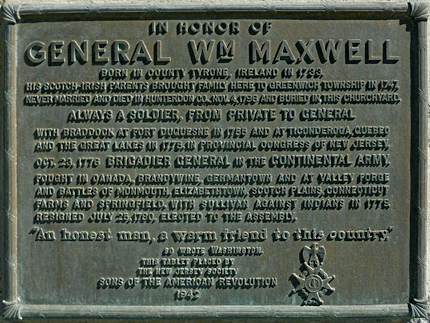 IN HONOR OF
GENERAL WM MAXWELL
BORN IN COUNTY TYRONE, IRELAND IN 1733.
HIS SCOTCH-IRISH PARENTS BROUGHT FAMILY HERE TO GREENWICH TOWNSHIP IN 1747.
NEVER MARRIED AND DIED IN HUNTERDON CO. NOV. 4, 1796 AND BURIED IN THIS CHURCHYARD.
ALWAYS A SOLDIER, FROM PRIVATE TO GENERAL
WITH BRADDOCK AT FORT DUQUESNE IN 1755 AND AT TICONDEROGA, QUEBEC
AND THE GREAT LAKES IN 1775. IN PROVINCIAL CONGRESS OF NEW JERSEY.
OCT. 23, 1776 BRIGADIER GENERAL IN THE CONTINENTAL ARMY.
FOUGHT IN CANADA, BRANDYWINE, GERMANTOWN AND AT VALLEY FORGE
AND BATTLES OF MONMOUTH, ELIZABETHTOWN, SCOTCH PLAINS, CONNECTICUT
FARMS AND SPRINGFIELD. WITH SULLIVAN AGAINST INDIANS IN 1778.
RESIGNED JULY 25, 1780. ELECTED TO THE ASSEMBLY.
"An honest man, a warm friend to this country,"
SO WROTE WASHINGTON.
THIS TABLET PLACED BY
THE NEW JERSEY SOCIETY
SONS OF THE AMERICAN REVOLUTION